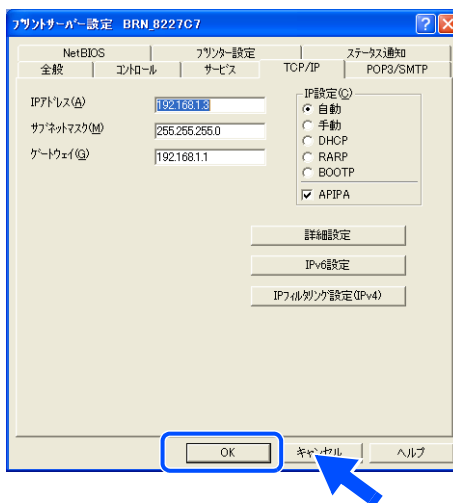 プリントサーバー設定 BRN_8227C7
NetBIOS プリンター設定 ステータス通知
全般 コントロール サービス TCP/IP POP3/SMTP
IPアドレス(A) 192.168.1.3
サブネットマスク(M) 255.255.255.0
ゲートウェイ(G) 192.168.1.1
IP設定(C)
自動
手動
DHCP
RARP
BOOTP
APIPA
詳細設定
IPv6設定
IPフィルタリング設定(IPv4)
OK キャンセル ヘルプ